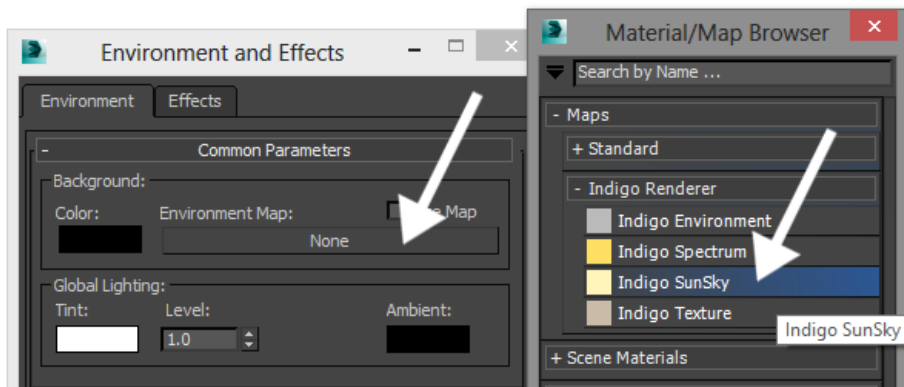 Environment and Effects
Environment
Effects
- Common Parameters
Background:
Color:
Environment Map:
Map
None
Global Lighting:
Tint:
Level:
Ambient:
1.0
Material/Map Browser
Search by Name ...
- Maps
+ Standard
- Indigo Renderer
Indigo Environment
Indigo Spectrum
Indigo SunSky
Indigo Texture
Indigo SunSky
+ Scene Materials